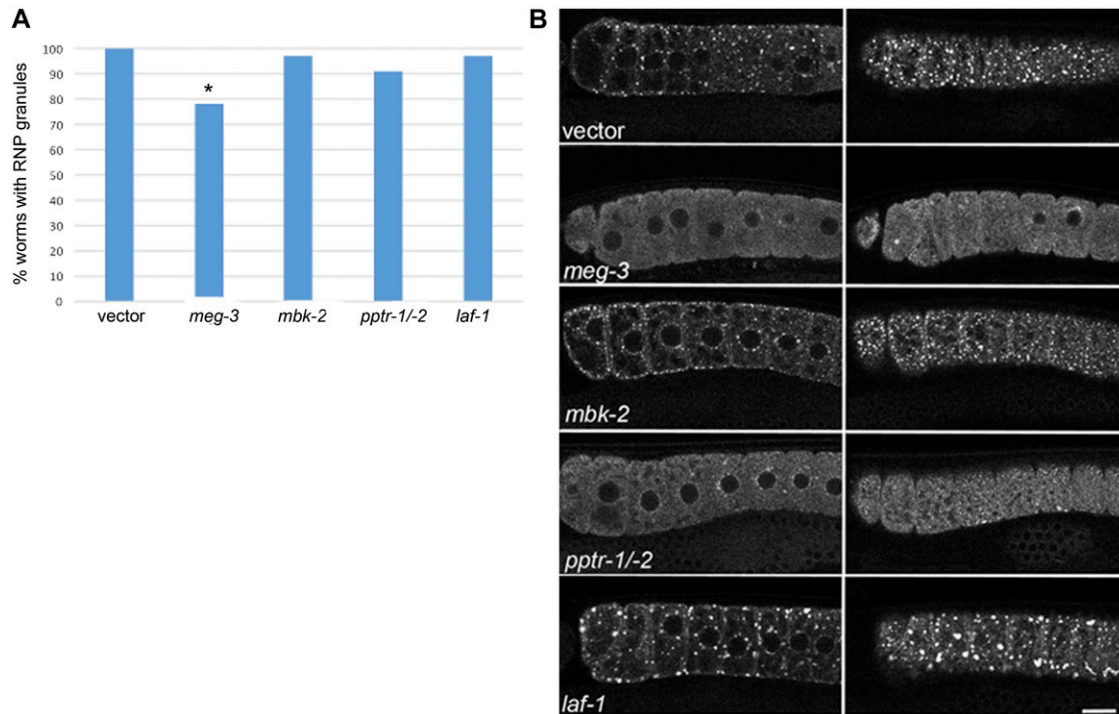 A
% worms with RNP granules
100
90
80
70
60
50
40
30
20
10
0
*
vector
meg-3
mbk-2
pptr-1/-2
laf-1
B
vector
meg-3
mbk-2
pptr-1/-2
laf-1